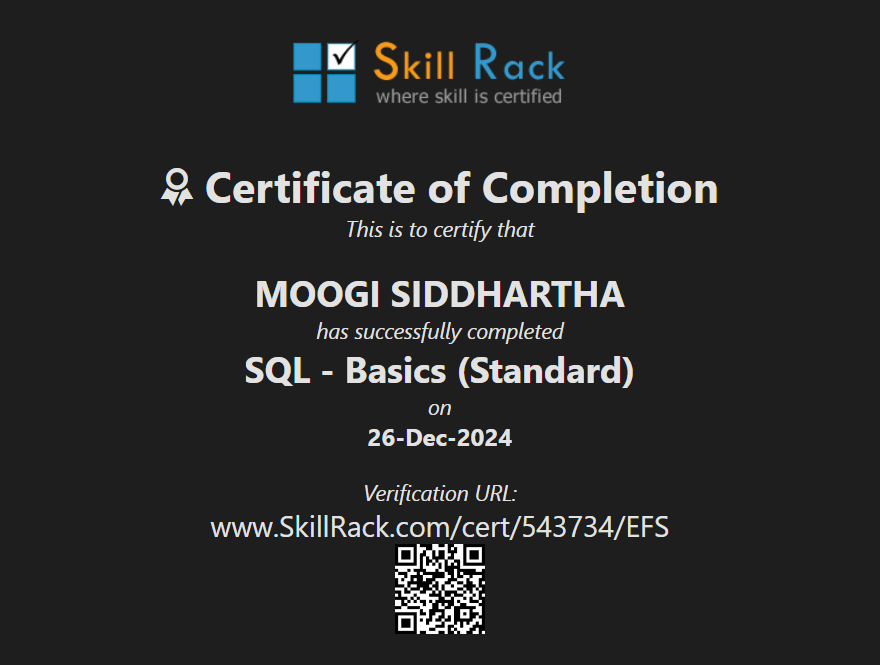 Skill Rack
where skill is certified
Certificate of Completion
This is to certify that
MOOGI SIDDHARTHA
has successfully completed
SQL - Basics (Standard)
on
26-Dec-2024
Verification URL:
www.SkillRack.com/cert/543734/EFS